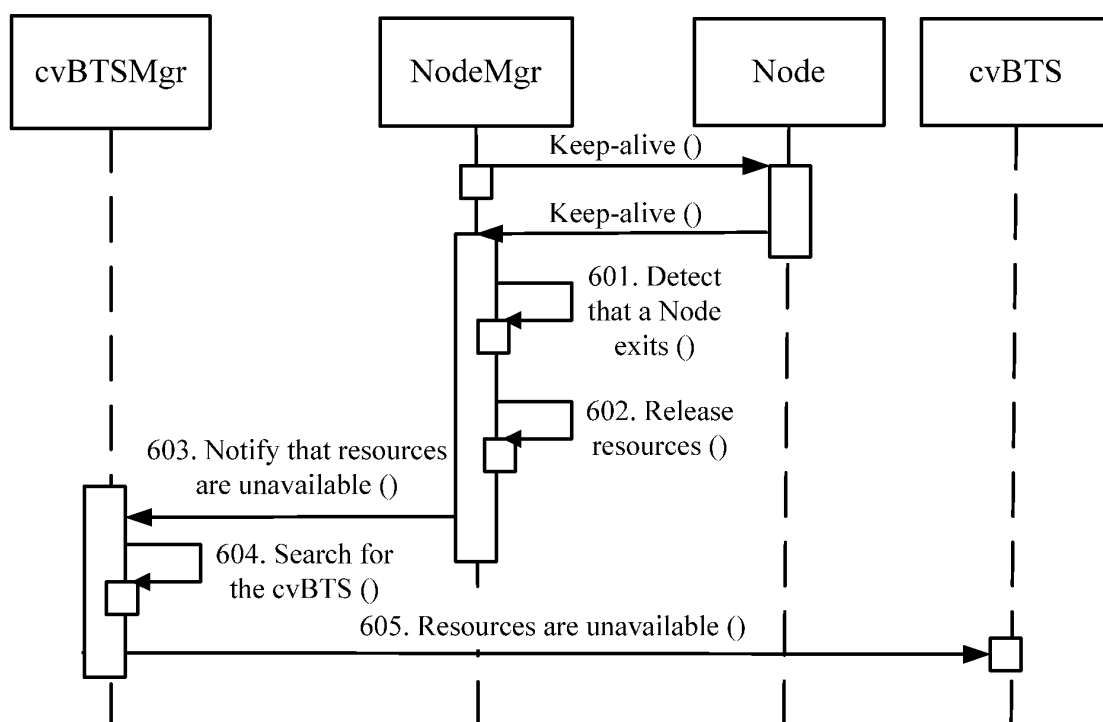 cvBTSMgr
NodeMgr
Node
cvBTS
Keep-alive ()
Keep-alive ()
601. Detect
that a Node
exits ()
602. Release
resources ()
603. Notify that resources
are unavailable ()
604. Search for
the cvBTS ()
605. Resources are unavailable ()